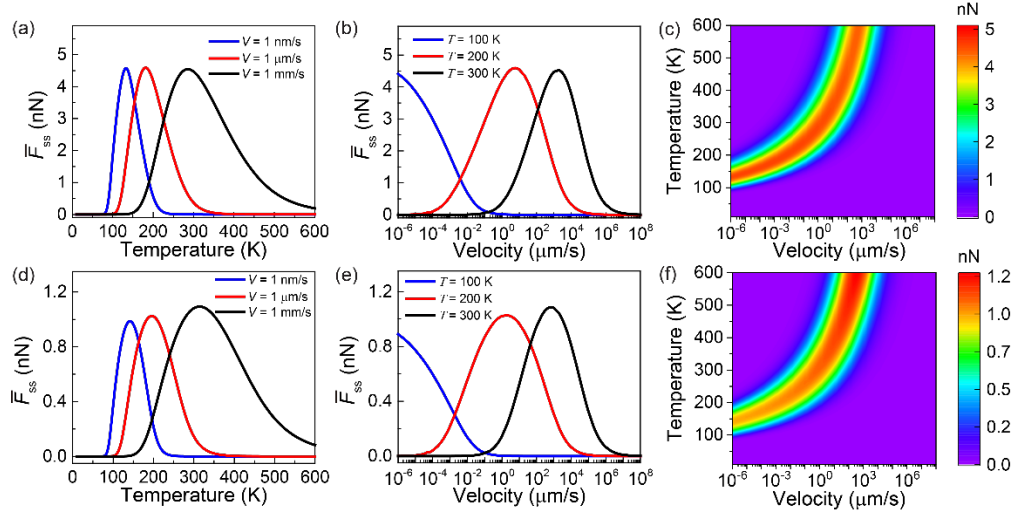 (a)
V = 1 nm/s
V = 1 μm/s
V = 1 mm/s
F̅ss (nN)
5
4
3
2
1
0
0 100 200 300 400 500 600
Temperature (K)
(b)
T = 100 K
T = 200 K
T = 300 K
F̅ss (nN)
5
4
3
2
1
0
10⁻⁶ 10⁻⁴ 10⁻² 10⁰ 10² 10⁴ 10⁶ 10⁸
Velocity (μm/s)
(c)
Temperature (K)
600
500
400
300
200
100
10⁻⁶ 10⁻³ 10⁰ 10³ 10⁶
Velocity (μm/s)
nN
5
4
3
2
1
0
(d)
V = 1 nm/s
V = 1 μm/s
V = 1 mm/s
F̅ss (nN)
1.2
0.8
0.4
0.0
0 100 200 300 400 500 600
Temperature (K)
(e)
T = 100 K
T = 200 K
T = 300 K
F̅ss (nN)
1.2
0.8
0.4
0.0
10⁻⁶ 10⁻⁴ 10⁻² 10⁰ 10² 10⁴ 10⁶ 10⁸
Velocity (μm/s)
(f)
Temperature (K)
600
500
400
300
200
100
10⁻⁶ 10⁻³ 10⁰ 10³ 10⁶
Velocity (μm/s)
nN
1.2
1.0
0.7
0.5
0.2
0.0